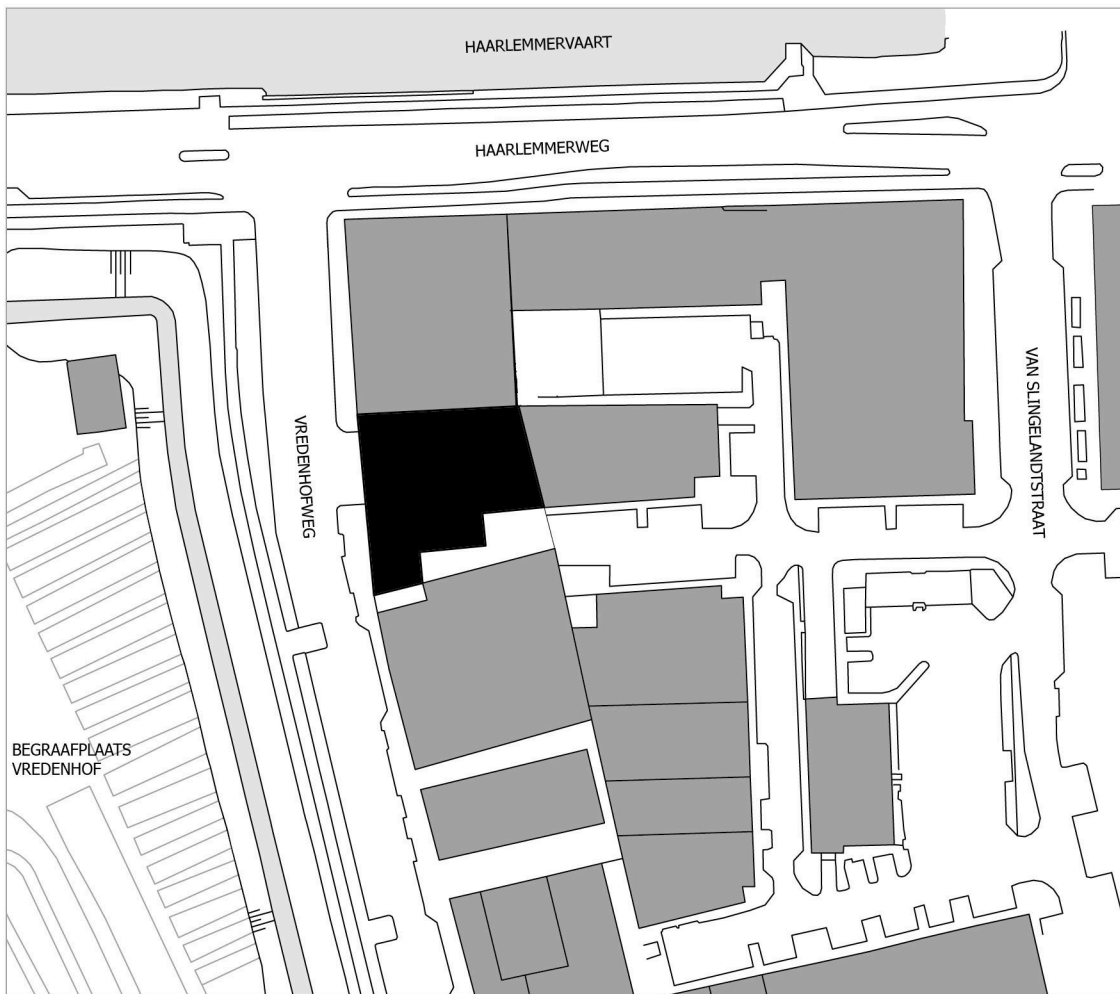 HAARLEMMERVAART
HAARLEMMERWEG
VREDENHOFWEG
VAN SLINGELANDTSTRAAT
BEGRAAFPLAATS
VREDENHOF